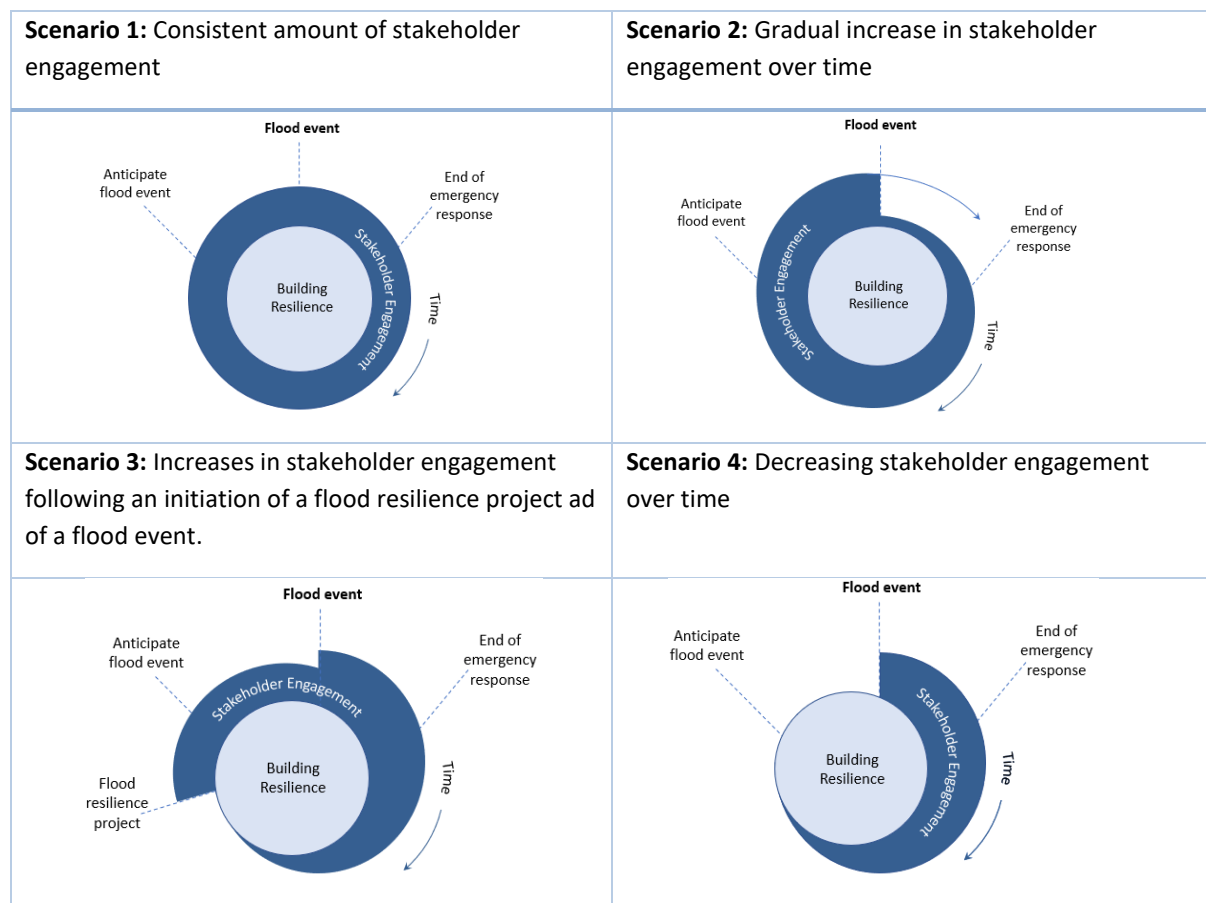 Scenario 1: Consistent amount of stakeholder
engagement
Scenario 2: Gradual increase in stakeholder
engagement over time
Flood event
Anticipate
flood event
End of
emergency
response
Stakeholder Engagement
Building
Resilience
Time
Flood event
Anticipate
flood event
End of
emergency
response
Stakeholder Engagement
Building
Resilience
Time
Scenario 3: Increases in stakeholder engagement
following an initiation of a flood resilience project ad
of a flood event.
Scenario 4: Decreasing stakeholder engagement
over time
Flood event
Anticipate
flood event
End of
emergency
response
Stakeholder Engagement
Building
Resilience
Time
Flood
resilience
project
Flood event
Anticipate
flood event
End of
emergency
response
Stakeholder Engagement
Building
Resilience
Time